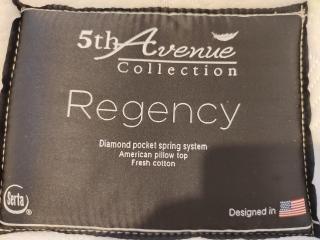 5th Avenue
Collection
Regency
Diamond pocket spring system
American pillow top
Fresh cotton
Serta®
Designed in